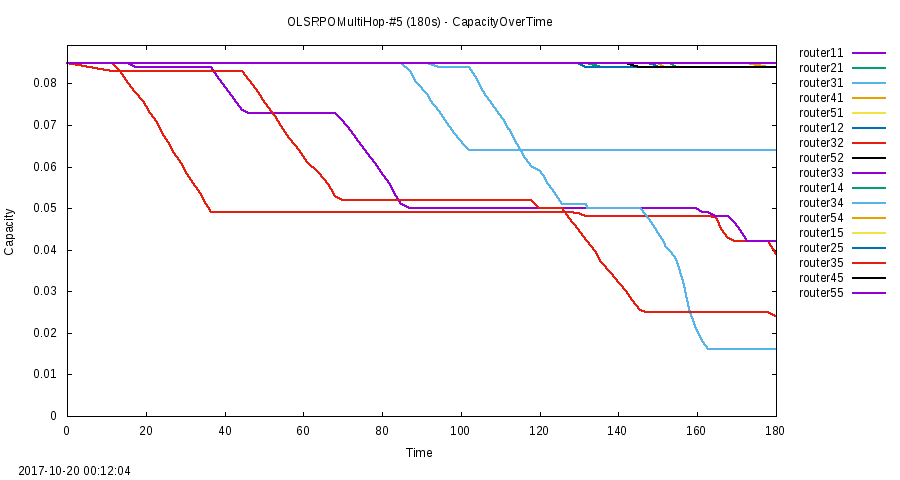 OLSRPOMultiHop-#5 (180s) - CapacityOverTime
router11
router21
router31
router41
router51
router12
router32
router52
router33
router14
router34
router54
router15
router25
router35
router45
router55
0.08
0.07
0.06
0.05
0.04
0.03
0.02
0.01
0
Capacity
0 20 40 60 80 100 120 140 160 180
Time
2017-10-20 00:12:04